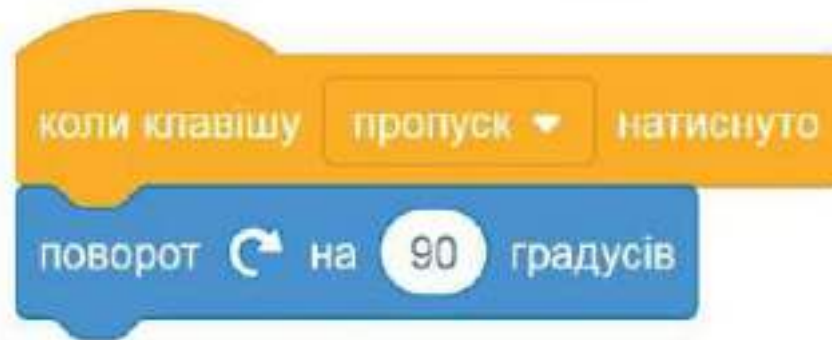 коли клавішу пропуск натиснуто
поворот на 90 градусів